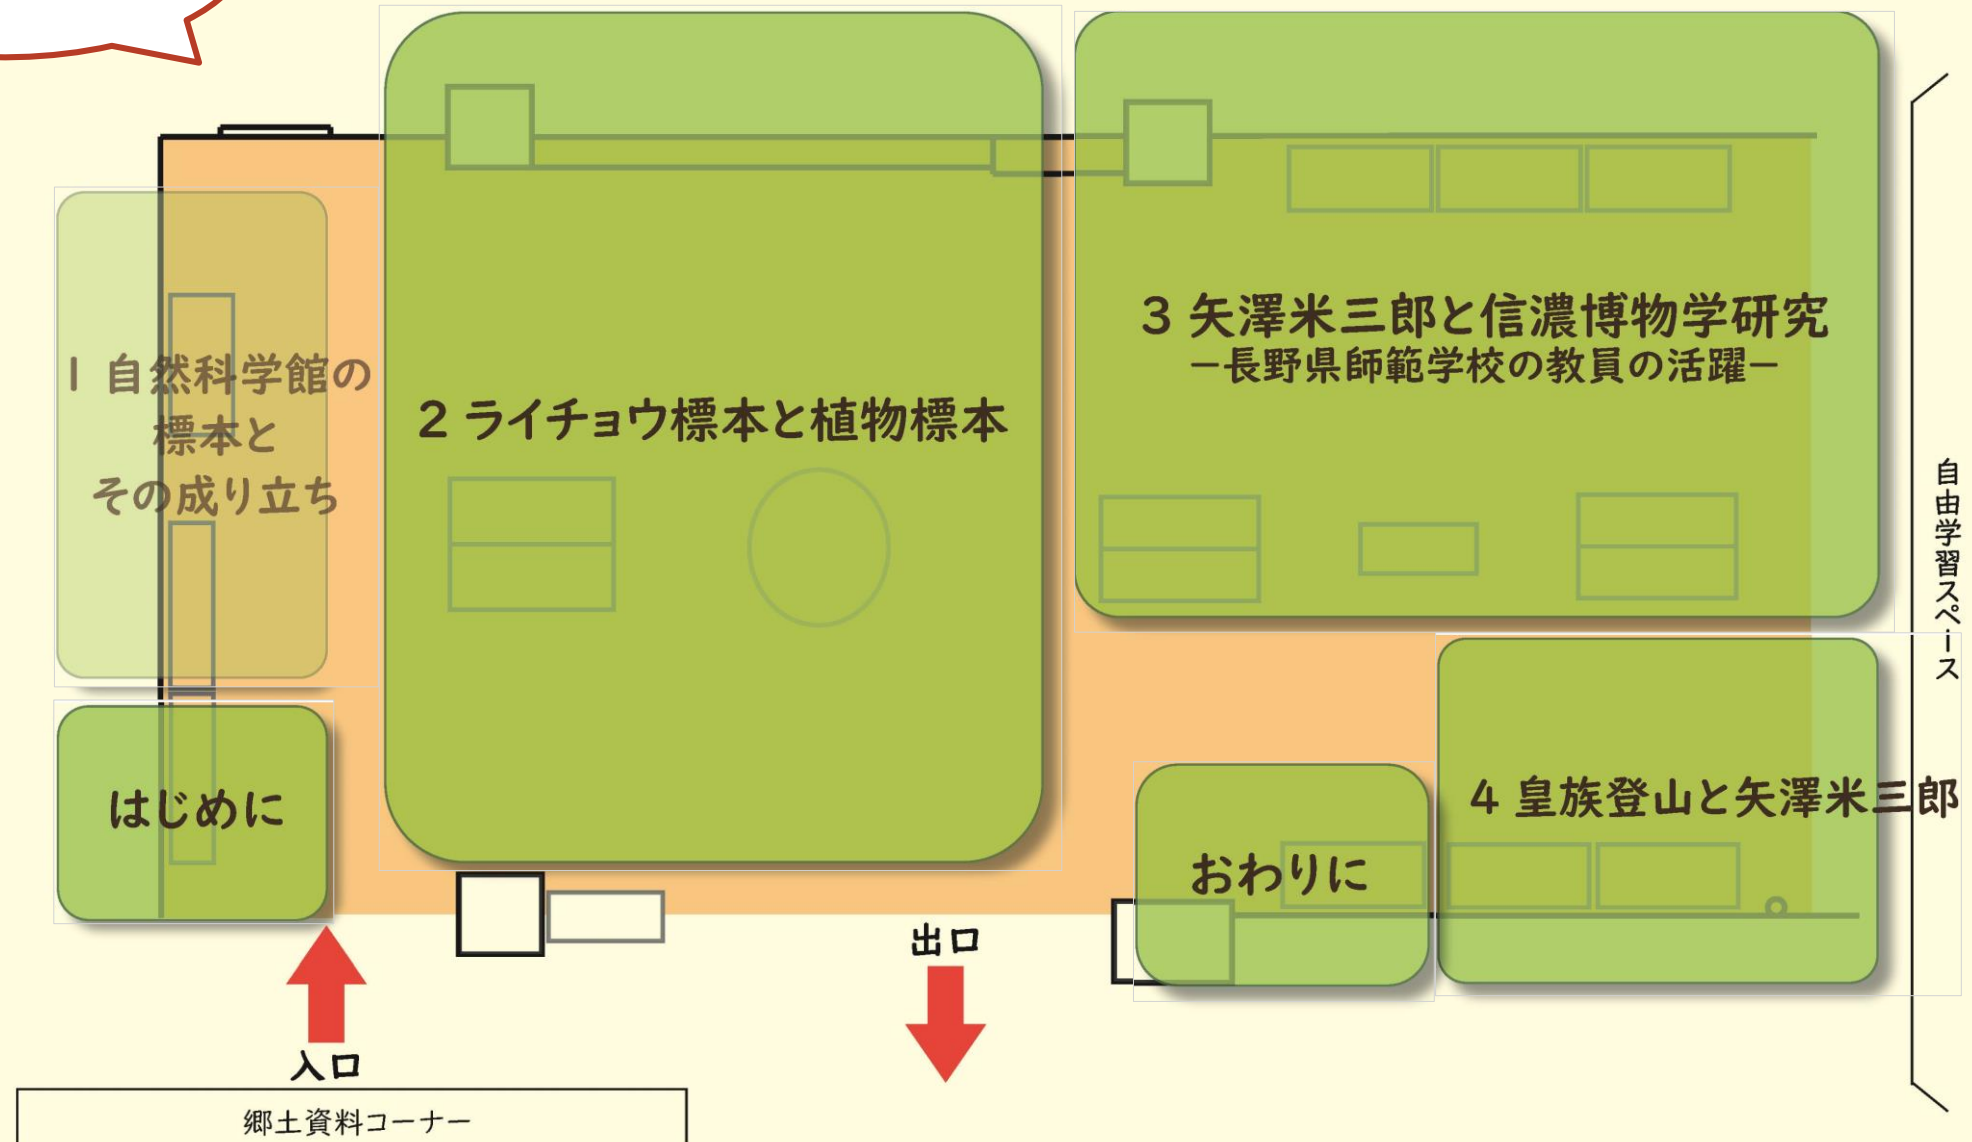 1 自然科学館の
標本と
その成り立ち
はじめに
2 ライチョウ標本と植物標本
3 矢澤米三郎と信濃博物学研究
－長野県師範学校の教員の活躍－
4 皇族登山と矢澤米三郎
おわりに
自由学習スペース
出口
入口
郷土資料コーナー